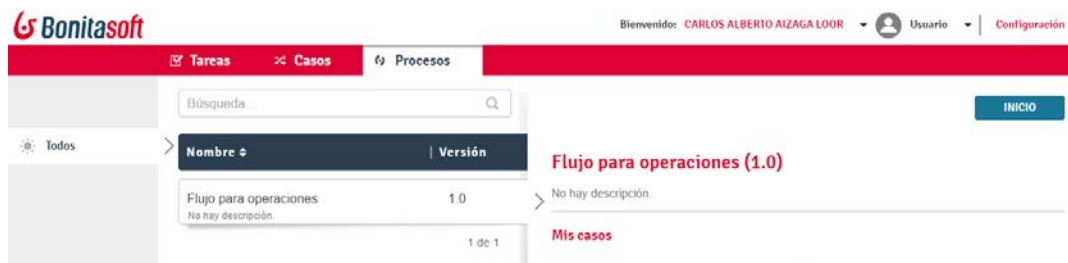 Bonitasoft
Bienvenido: CARLOS ALBERTO AIZAGA LOOR Usuario Configuración
Tareas Casos Procesos
Búsqueda...
INICIO
Todos
Nombre Versión
Flujo para operaciones (1.0)
Flujo para operaciones 1.0
No hay descripción.
No hay descripción.
1 de 1
Mis casos